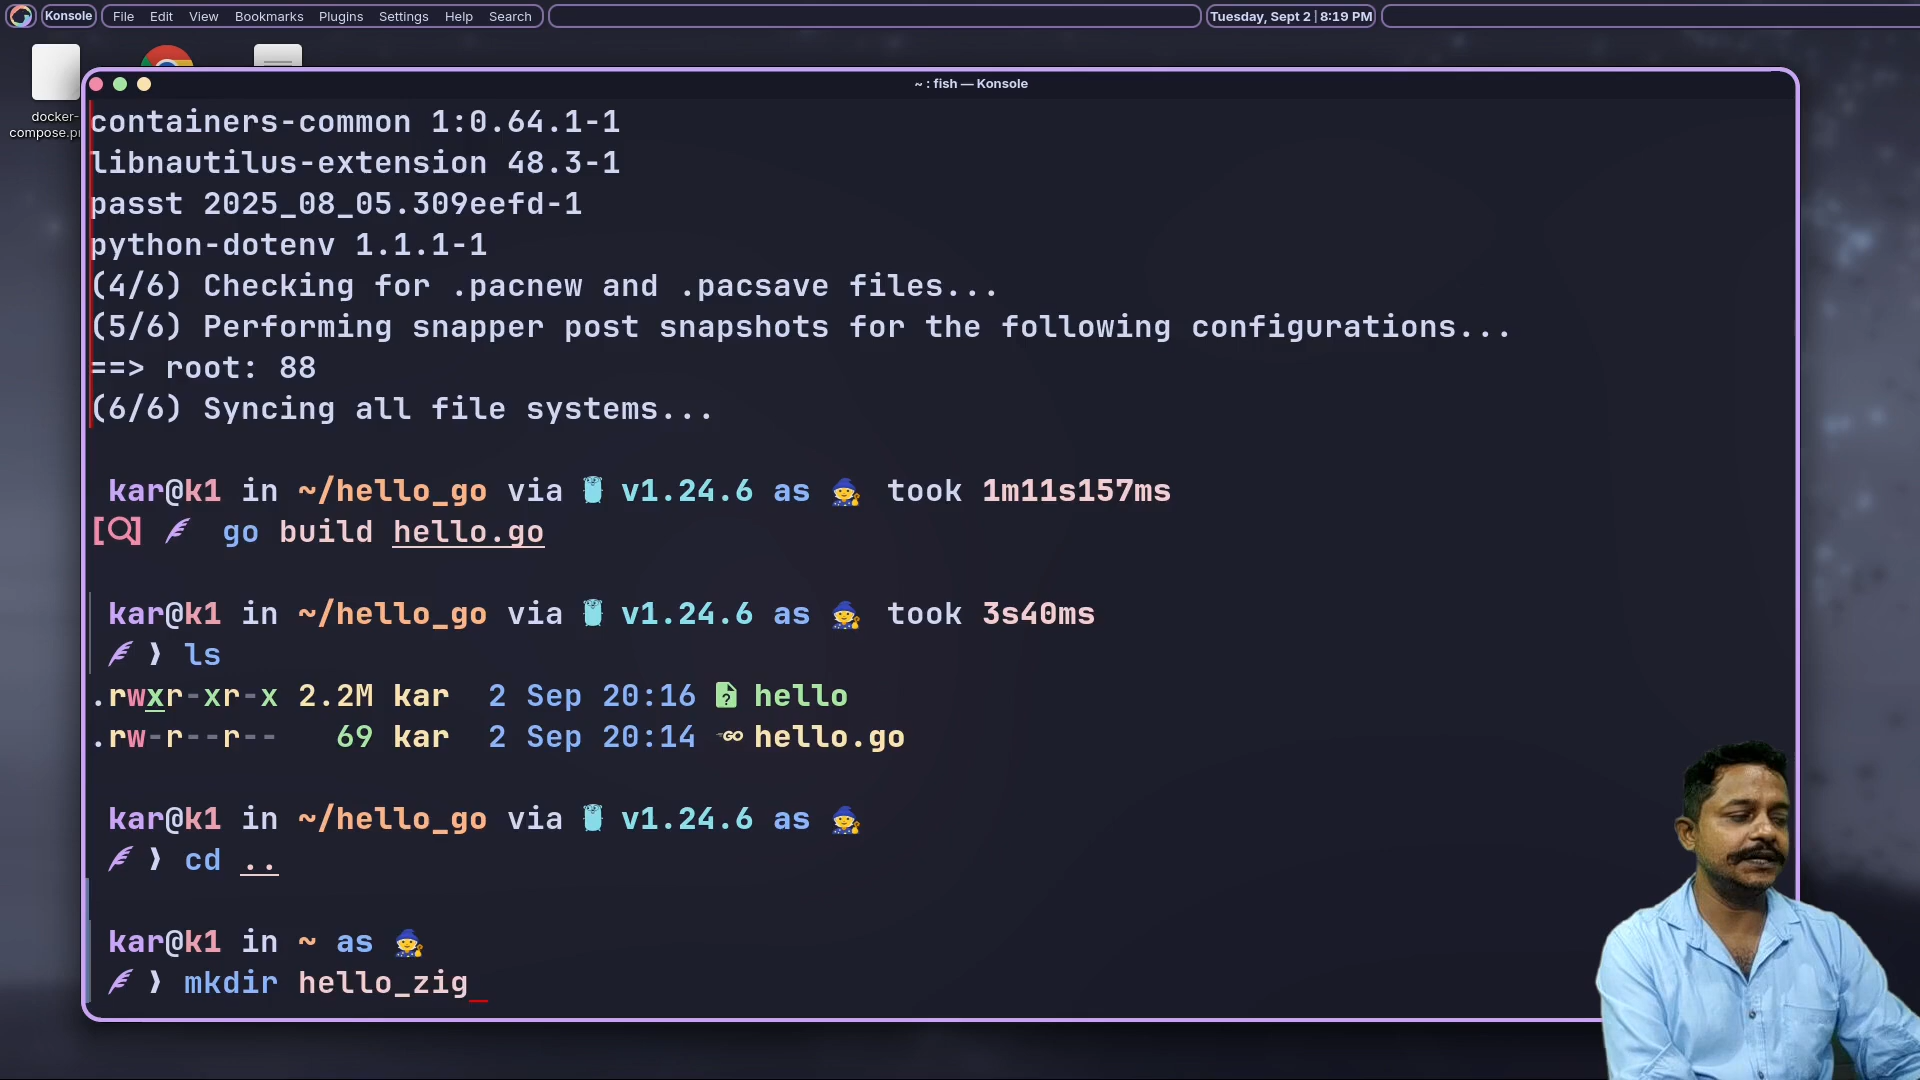 Konsole File Edit View Bookmarks Plugins Settings Help Search Tuesday, Sept 2 | 8:19 PM
docker-
~ : fish — Konsole
containers-common 1:0.64.1-1
libnautilus-extension 48.3-1
passt 2025_08_05.309eefd-1
python-dotenv 1.1.1-1
(4/6) Checking for .pacnew and .pacsave files...
(5/6) Performing snapper post snapshots for the following configurations...
==> root: 88
(6/6) Syncing all file systems...
kar@k1 in ~/hello_go via v1.24.6 as 🧙 took 1m11s157ms
go build hello.go
kar@k1 in ~/hello_go via v1.24.6 as 🧙 took 3s40ms
❯ ls
.rwxr-xr-x 2.2M kar 2 Sep 20:16 hello
.rw-r--r-- 69 kar 2 Sep 20:14 GO hello.go
kar@k1 in ~/hello_go via v1.24.6 as 🧙
❯ cd ..
kar@k1 in ~ as 🧙
❯ mkdir hello_zig